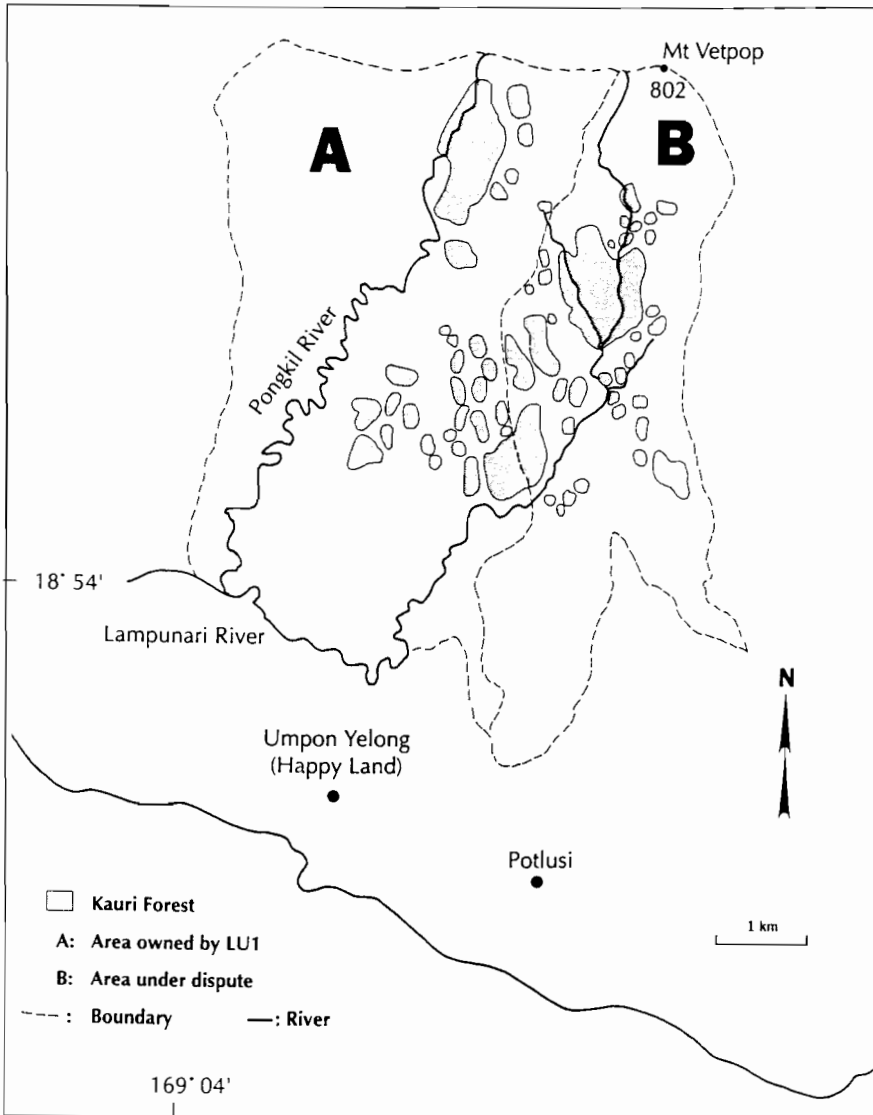 Mt Vetpop
802
A
B
Pongkil River
18° 54'
Lampunari River
N
Umpon Yelong
(Happy Land)
Potlusi
1 km
Kauri Forest
A: Area owned by LU1
B: Area under dispute
: Boundary
: River
169° 04'